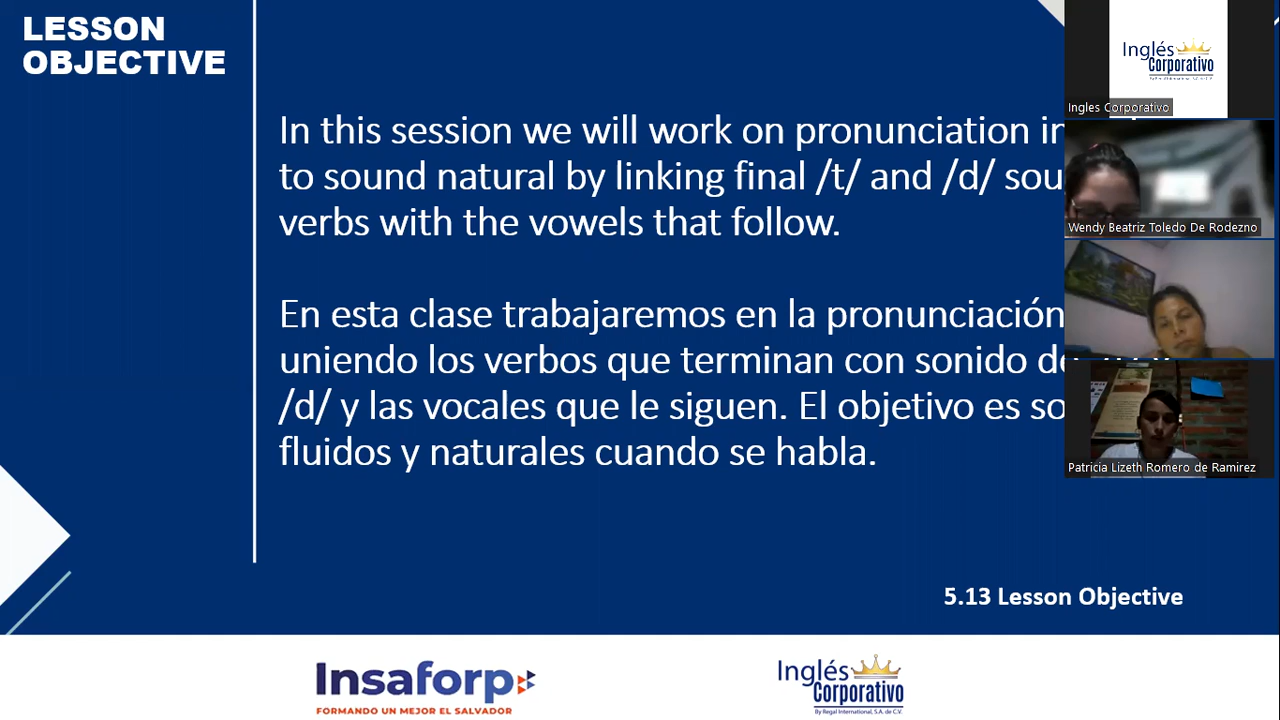 LESSON
OBJECTIVE
In this session we will work on pronunciation in
to sound natural by linking final /t/ and /d/
verbs with the vowels that follow.
En esta clase trabajaremos en la pronunciación
uniendo los verbos que terminan con sonido
/d/ y las vocales que le siguen. El objetivo es
fluidos y naturales cuando se habla.
5.13 Lesson Objective
Insaforp
FORMANDO UN MEJOR EL SALVADOR
Inglés
Corporativo
By Regal International, S.A. de C.V.
Inglés
Corporativo
Ingles Corporativo
Wendy Beatriz Toledo De Rodezno
Patricia Lizeth Romero de Ramirez